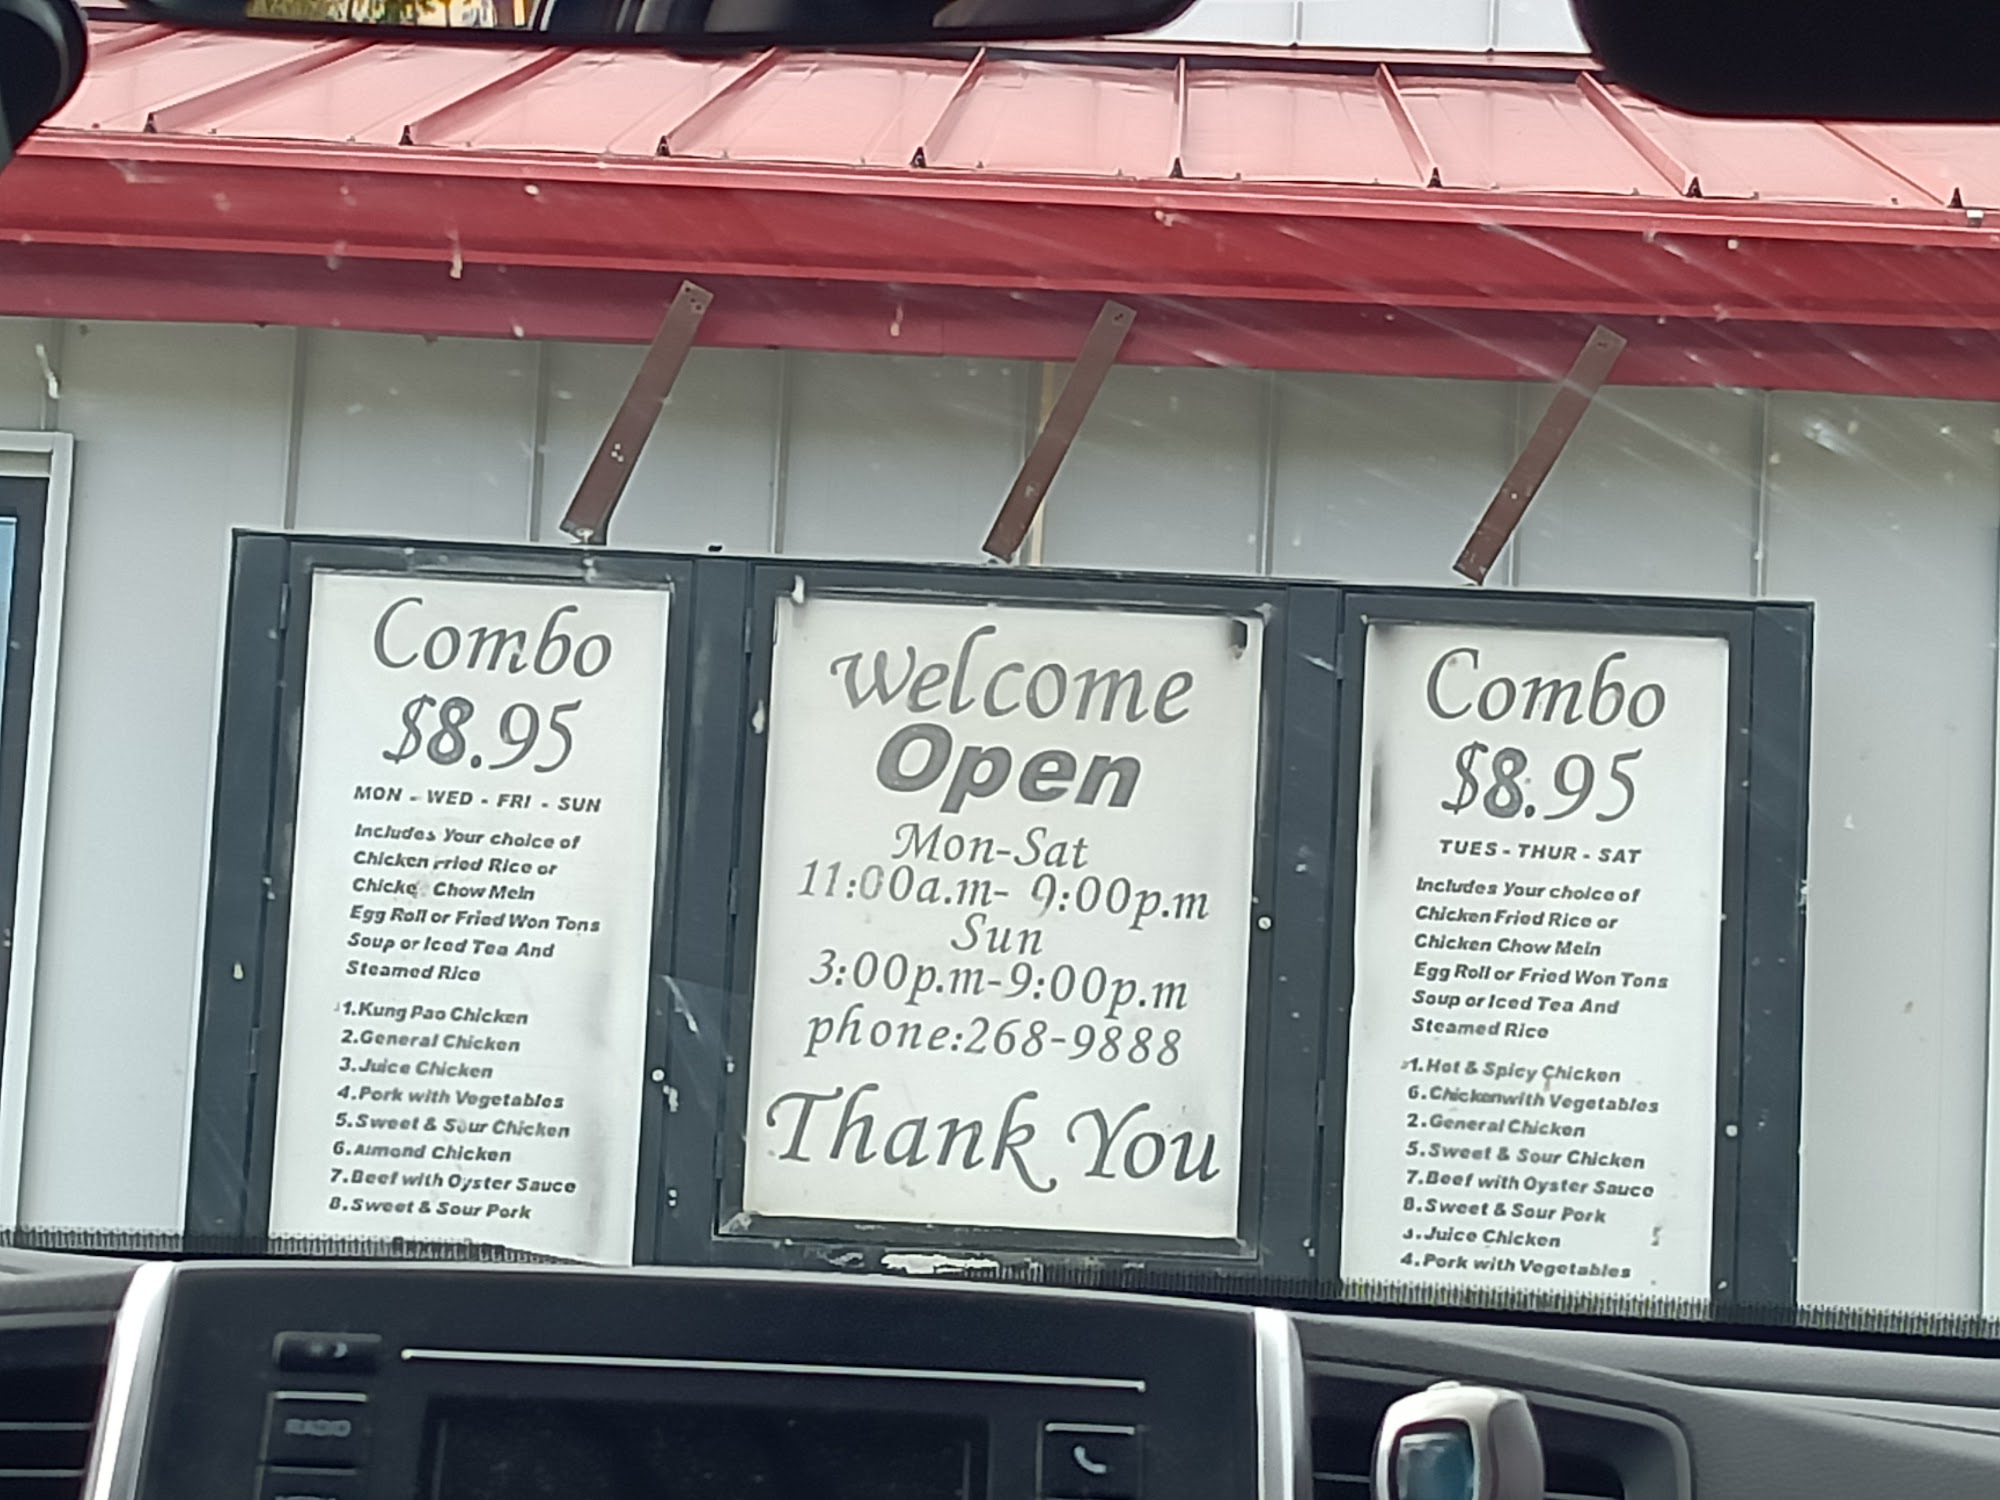 Combo
$8.95
MON - WED - FRI - SUN
Includes Your choice of
Chicken Fried Rice or
Chicke Chow Mein
Egg Roll or Fried Won Tons
Soup or Iced Tea And
Steamed Rice
1.Kung Pao Chicken
2.General Chicken
3.Juice Chicken
4.Pork with Vegetables
5.Sweet & Sour Chicken
6.Almond Chicken
7.Beef with Oyster Sauce
8.Sweet & Sour Pork
Welcome
Open
Mon-Sat
11:00a.m- 9:00p.m
Sun
3:00p.m-9:00p.m
phone:268-9888
Thank You
Combo
$8.95
TUES - THUR - SAT
Includes Your choice of
Chicken Fried Rice or
Chicken Chow Mein
Egg Roll or Fried Won Tons
Soup or Iced Tea And
Steamed Rice
1.Hot & Spicy Chicken
6.Chickenwith Vegetables
2.General Chicken
5.Sweet & Sour Chicken
7.Beef with Oyster Sauce
8.Sweet & Sour Pork
3.Juice Chicken
4.Pork with Vegetables